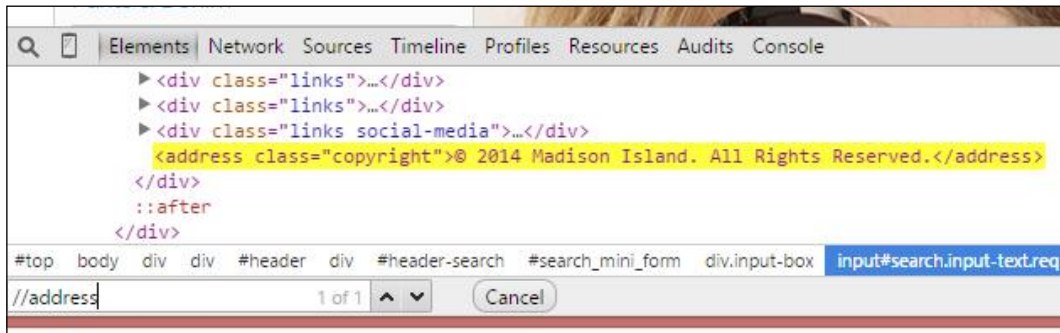 Elements Network Sources Timeline Profiles Resources Audits Console
<div class="links">…</div>
<div class="links">…</div>
<div class="links social-media">…</div>
<address class="copyright">© 2014 Madison Island. All Rights Reserved.</address>
</div>
::after
</div>
#top body div div #header div #header-search #search_mini_form div.input-box input#search.input-text.req
//address 1 of 1 Cancel